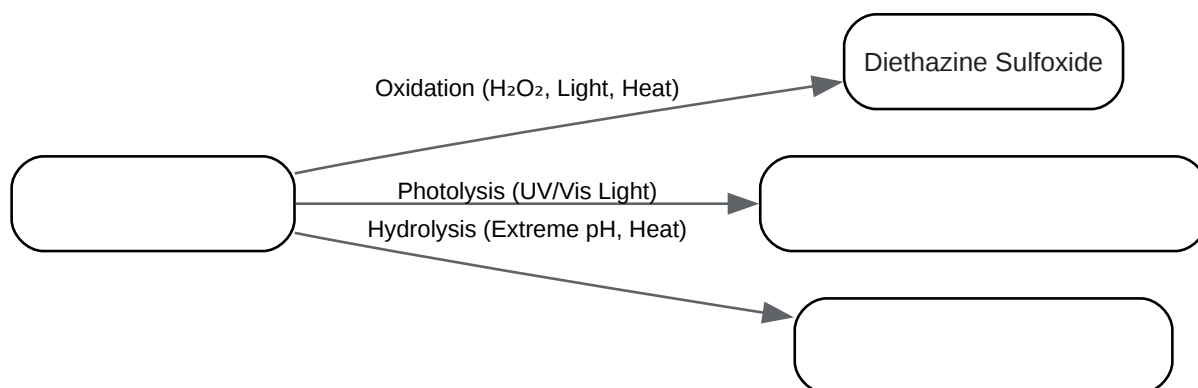 Diethazine Sulfoxide
Oxidation (H₂O₂, Light, Heat)
Photolysis (UV/Vis Light)
Hydrolysis (Extreme pH, Heat)